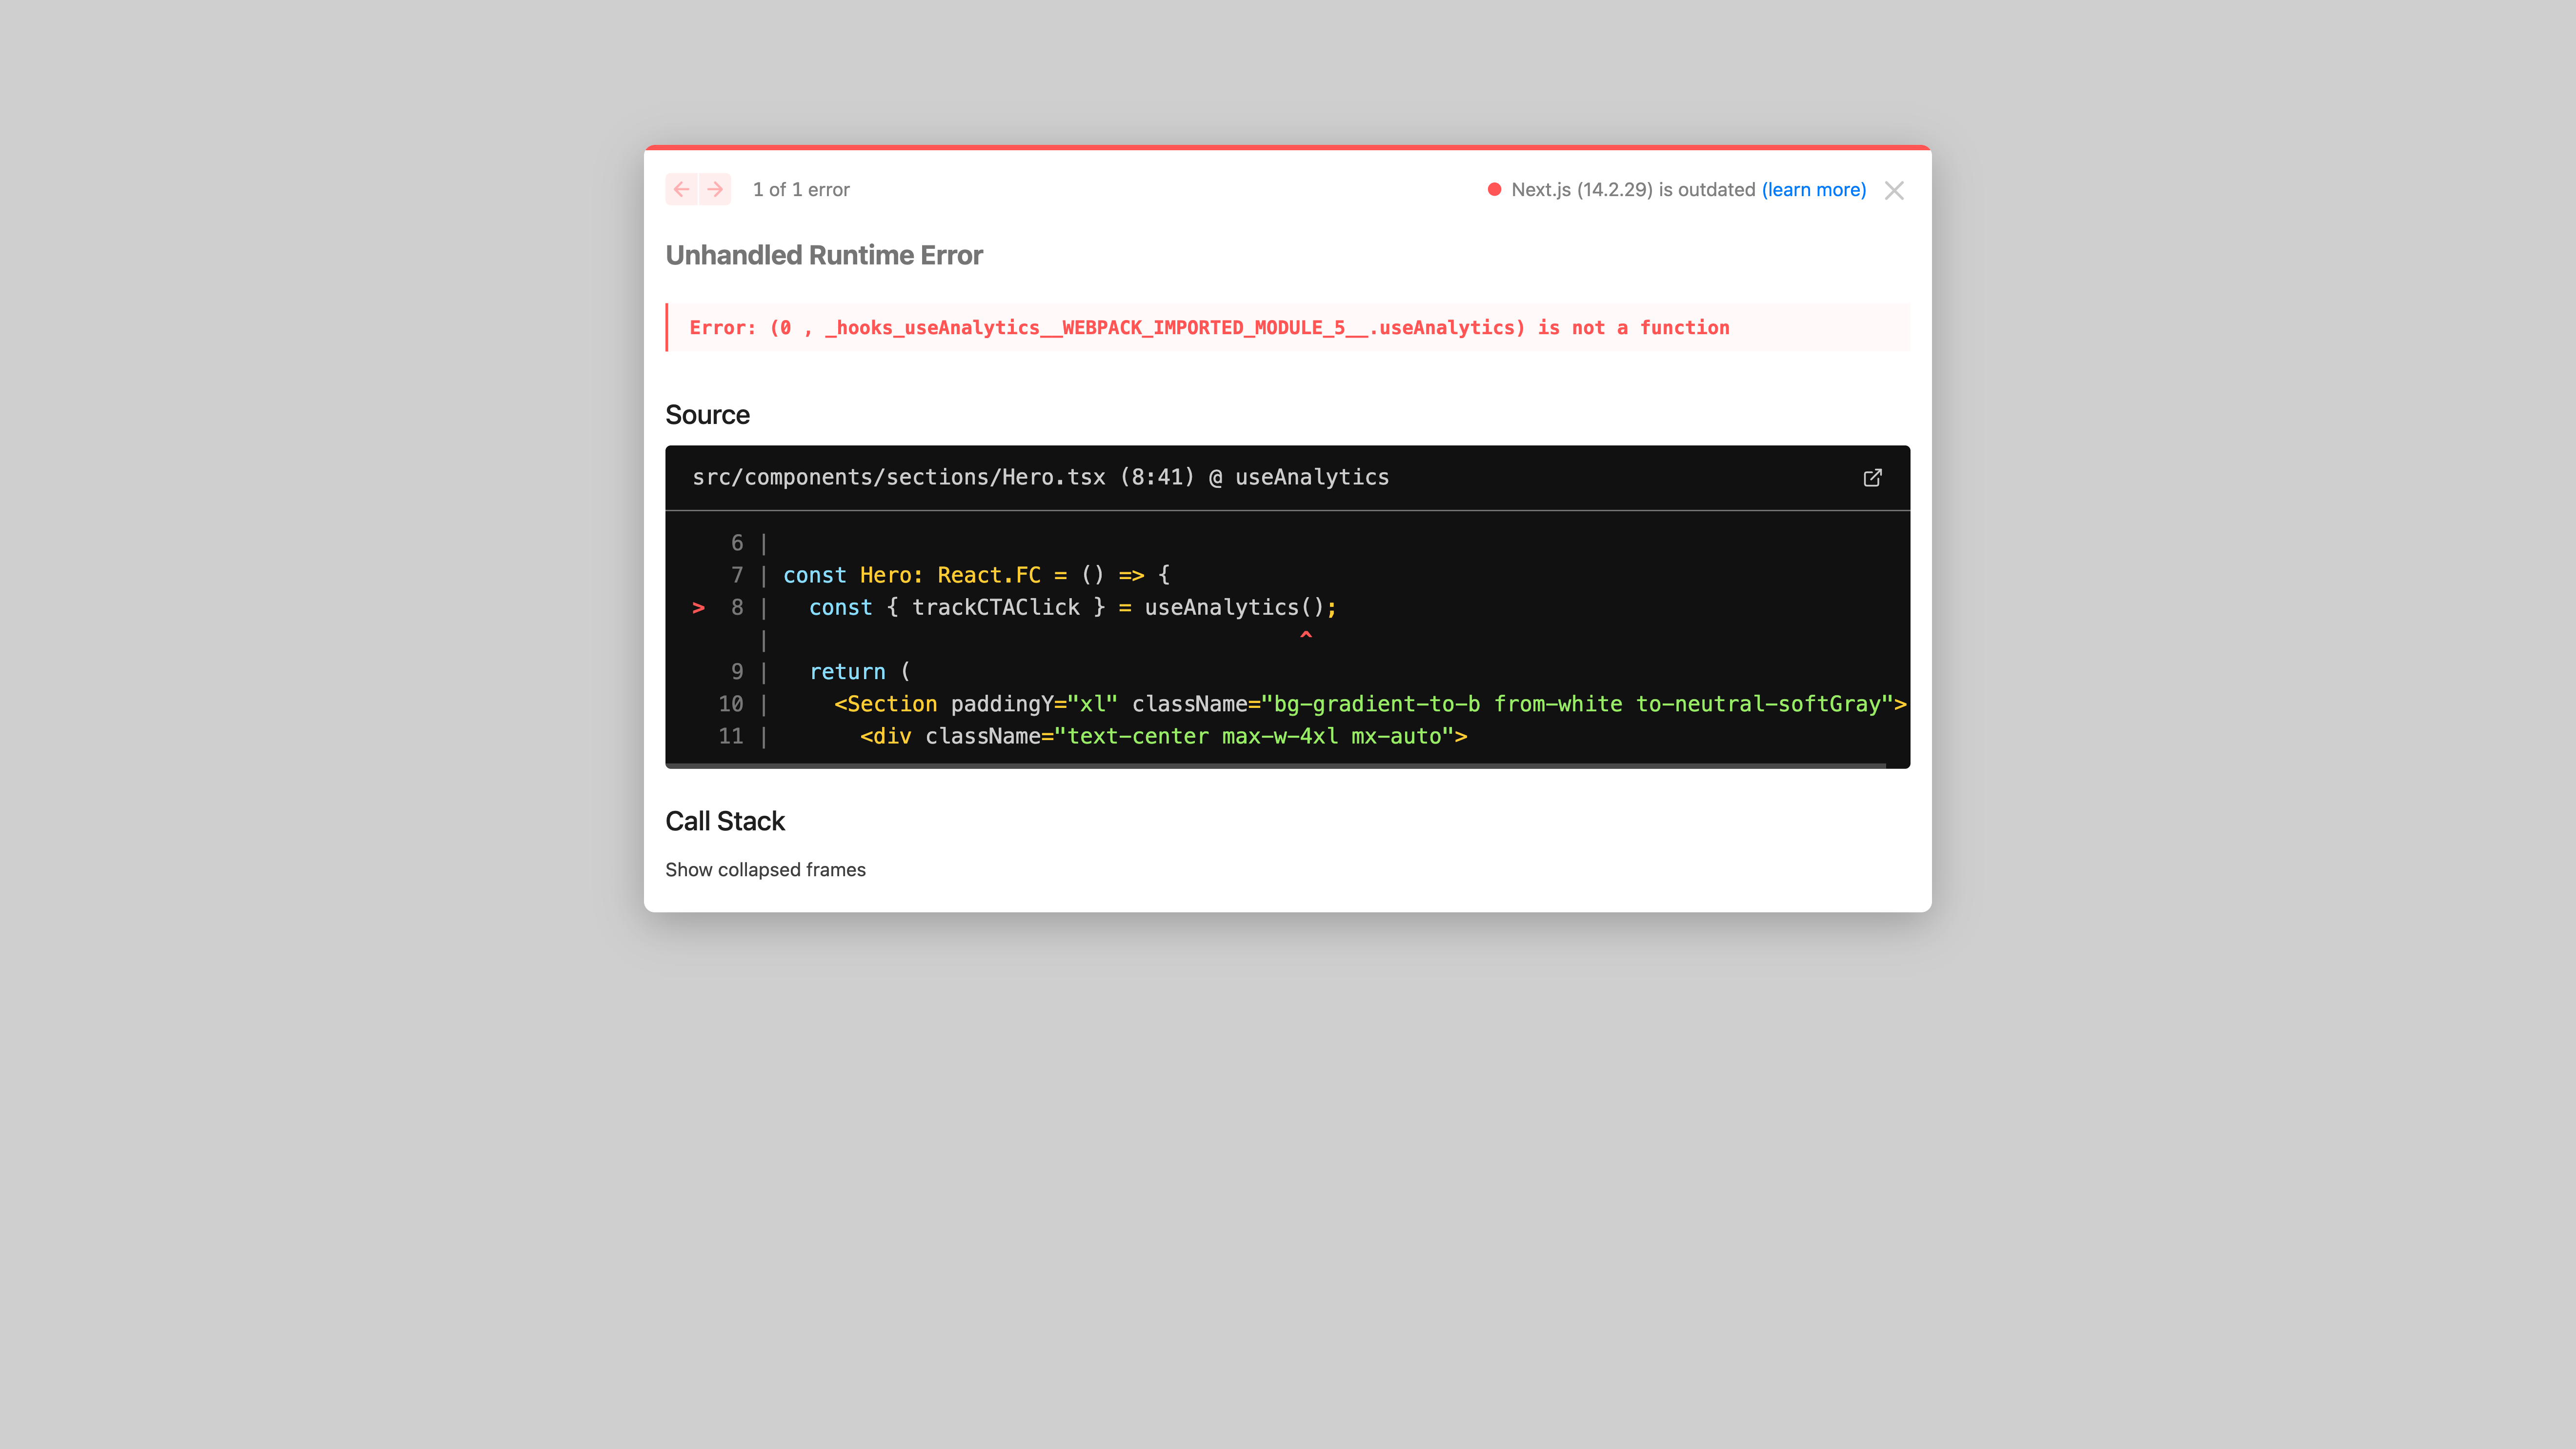 1 of 1 error
Next.js (14.2.29) is outdated (learn more)
Unhandled Runtime Error
Error: (0 , _hooks_useAnalytics__WEBPACK_IMPORTED_MODULE_5__.useAnalytics) is not a function
Source
src/components/sections/Hero.tsx (8:41) @ useAnalytics
6 |
7 | const Hero: React.FC = () => {
> 8 |   const { trackCTAClick } = useAnalytics();
|                                         ^
9 |   return (
10 |     <Section paddingY="xl" className="bg-gradient-to-b from-white to-neutral-softGray">
11 |       <div className="text-center max-w-4xl mx-auto">
Call Stack
Show collapsed frames